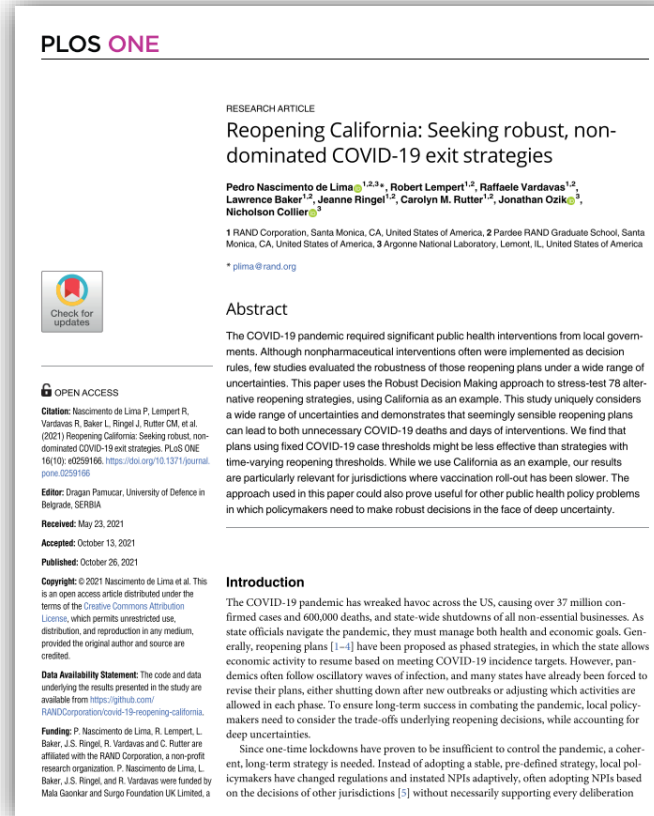 PLOS ONE
RESEARCH ARTICLE
Reopening California: Seeking robust, non-
dominated COVID-19 exit strategies
Pedro Nascimento de Lima 1,2,3*, Robert Lempert1,2, Raffaele Vardavas1,2,
Lawrence Baker1,2, Jeanne Ringel1,2, Carolyn M. Rutter1,2, Jonathan Ozik 3,
Nicholson Collier 3
1 RAND Corporation, Santa Monica, CA, United States of America, 2 Pardee RAND Graduate School, Santa
Monica, CA, United States of America, 3 Argonne National Laboratory, Lemont, IL, United States of America
* plima@rand.org
Abstract
The COVID-19 pandemic required significant public health interventions from local govern-
ments. Although nonpharmaceutical interventions often were implemented as decision
rules, few studies evaluated the robustness of those reopening plans under a wide range of
uncertainties. This paper uses the Robust Decision Making approach to stress-test 78 alter-
native reopening strategies, using California as an example. This study uniquely considers
a wide range of uncertainties and demonstrates that seemingly sensible reopening plans
can lead to both unnecessary COVID-19 deaths and days of interventions. We find that
plans using fixed COVID-19 case thresholds might be less effective than strategies with
time-varying reopening thresholds. While we use California as an example, our results
are particularly relevant for jurisdictions where vaccination roll-out has been slower. The
approach used in this paper could also prove useful for other public health policy problems
in which policymakers need to make robust decisions in the face of deep uncertainty.
Introduction
The COVID-19 pandemic has wreaked havoc across the US, causing over 37 million con-
firmed cases and 600,000 deaths, and state-wide shutdowns of all non-essential businesses. As
state officials navigate the pandemic, they must manage both health and economic goals. Gen-
erally, reopening plans [1–4] have been proposed as phased strategies, in which the state allows
economic activity to resume based on meeting COVID-19 incidence targets. However, pan-
demics often follow oscillatory waves of infection, and many states have already been forced to
revise their plans, either shutting down after new outbreaks or adjusting which activities are
allowed in each phase. To ensure long-term success in combating the pandemic, local policy-
makers need to consider the trade-offs underlying reopening decisions, while accounting for
deep uncertainties.
Since one-time lockdowns have proven to be insufficient to control the pandemic, a coher-
ent, long-term strategy is needed. Instead of adopting a stable, pre-defined strategy, local pol-
icymakers have changed regulations and instated NPIs adaptively, often adopting NPIs based
on the decisions of other jurisdictions [5] without necessarily supporting every deliberation
Check for
updates
OPEN ACCESS
Citation: Nascimento de Lima P, Lempert R,
Vardavas R, Baker L, Ringel J, Rutter CM, et al.
(2021) Reopening California: Seeking robust, non-
dominated COVID-19 exit strategies. PLoS ONE
16(10): e0259166. https://doi.org/10.1371/journal.
pone.0259166
Editor: Dragan Pamucar, University of Defence in
Belgrade, SERBIA
Received: May 23, 2021
Accepted: October 13, 2021
Published: October 26, 2021
Copyright: © 2021 Nascimento de Lima et al. This
is an open access article distributed under the
terms of the Creative Commons Attribution
License, which permits unrestricted use,
distribution, and reproduction in any medium,
provided the original author and source are
credited.
Data Availability Statement: The code and data
underlying the results presented in the study are
available from https://github.com/
RANDCorporation/covid-19-reopening-california.
Funding: P. Nascimento de Lima, R. Lempert, L.
Baker, J.S. Ringel, R. Vardavas and C. Rutter are
affiliated with the RAND Corporation, a non-profit
research organization. P. Nascimento de Lima, L.
Baker, J.S. Ringel, and R. Vardavas were funded by
Mala Gaonkar and Surgo Foundation UK Limited, a